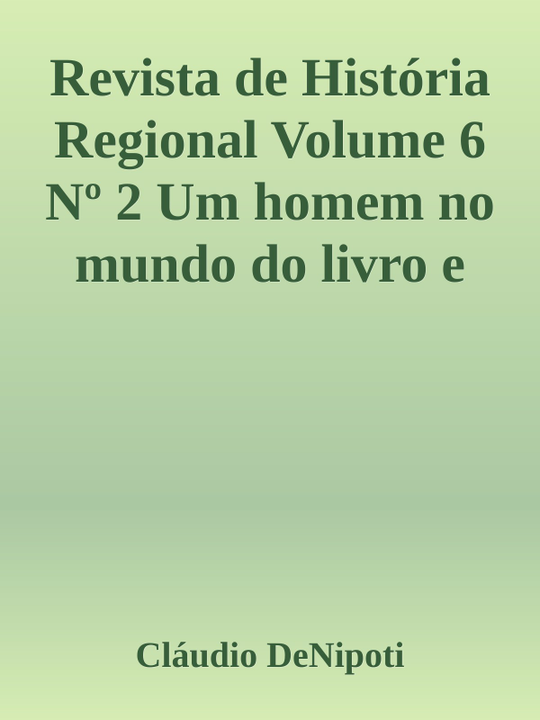 Revista de História
Regional Volume 6
Nº 2 Um homem no
mundo do livro e
Cláudio DeNipoti